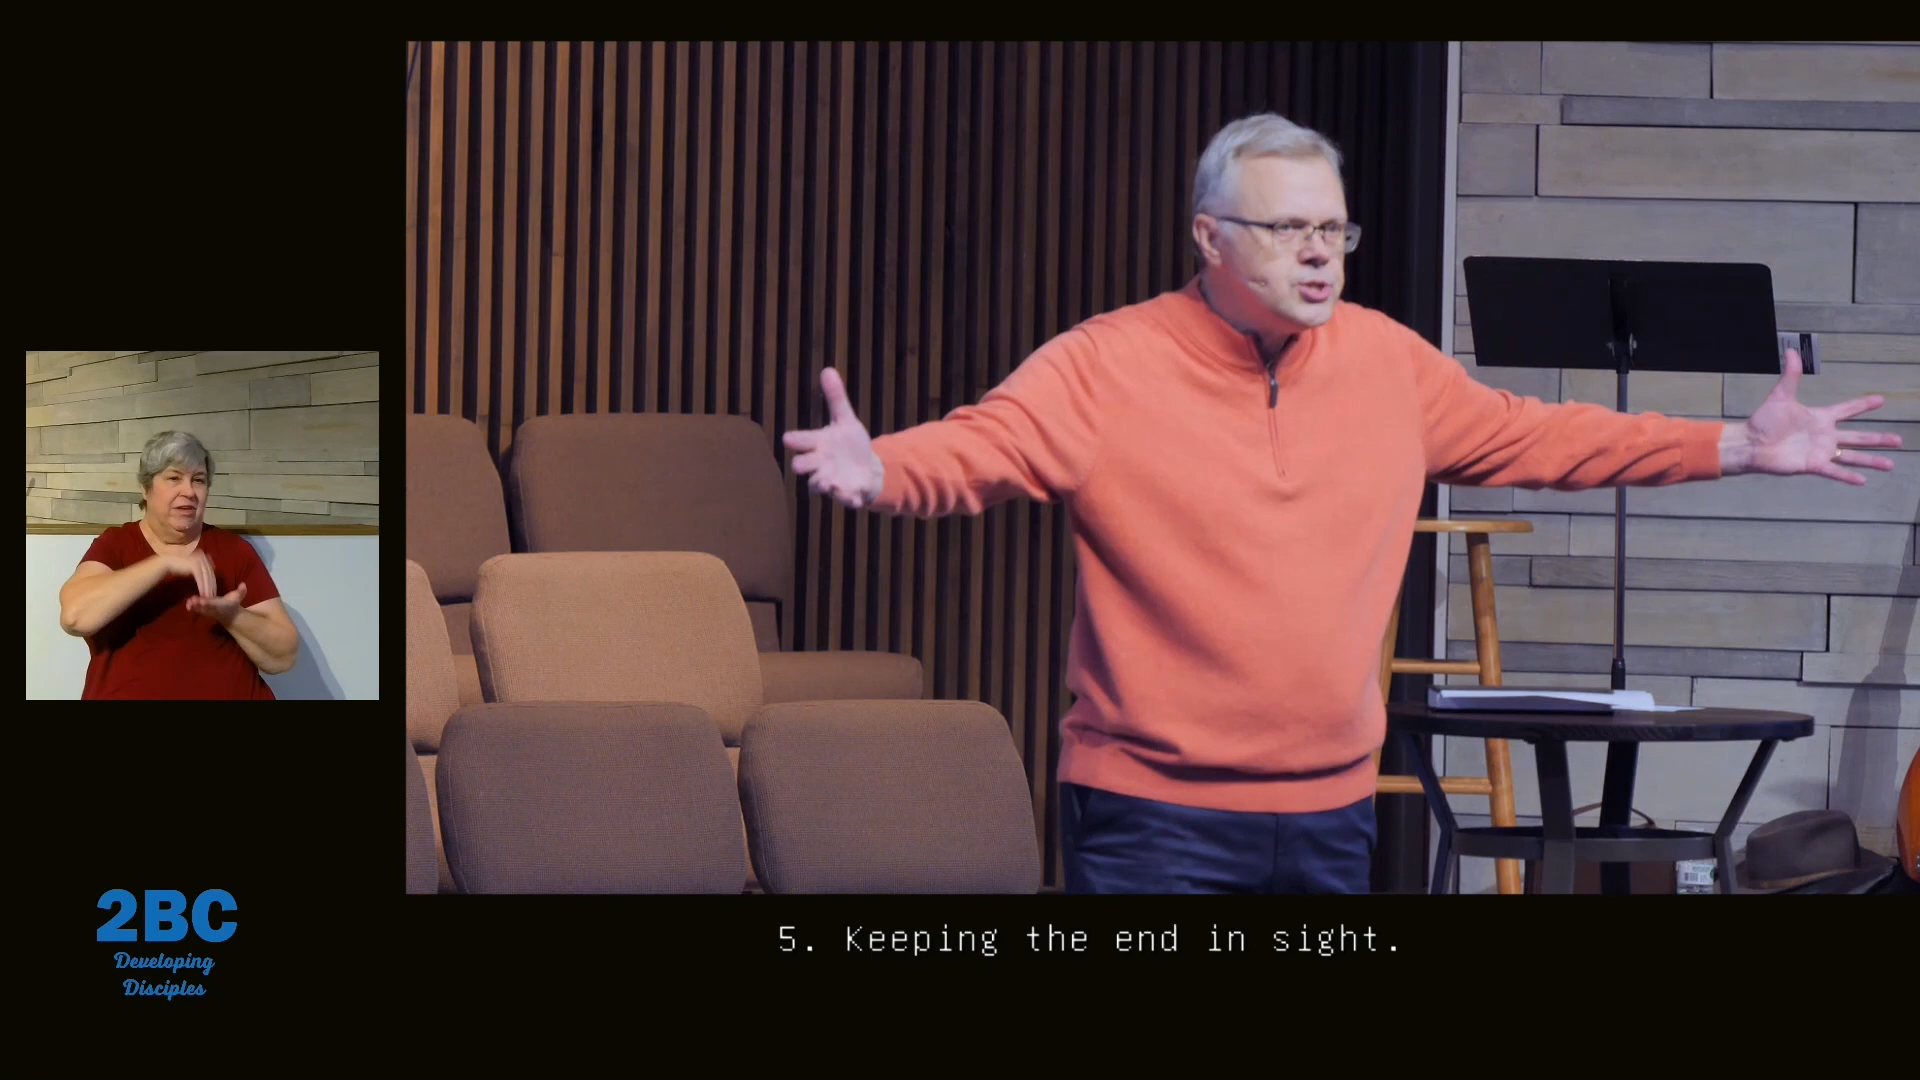 2BC
Developing
Disciples
5. Keeping the end in sight.